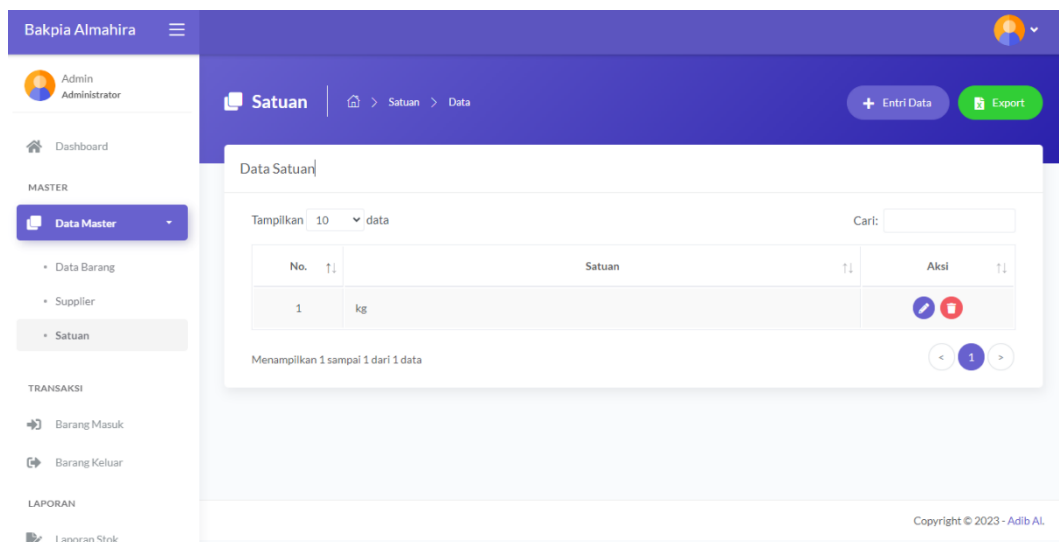 Bakpia Almahira
Admin
Administrator
Dashboard
MASTER
Data Master
Data Barang
Supplier
Satuan
TRANSAKSI
Barang Masuk
Barang Keluar
LAPORAN
Laporan Stok
Satuan
> Satuan > Data
+ Entri Data
Export
Data Satuan
Tampilkan 10 data
Cari:
No. ↑↓ Satuan ↑↓ Aksi ↑↓
1 kg
Menampilkan 1 sampai 1 dari 1 data
< 1 >
Copyright © 2023 - Adib Al.